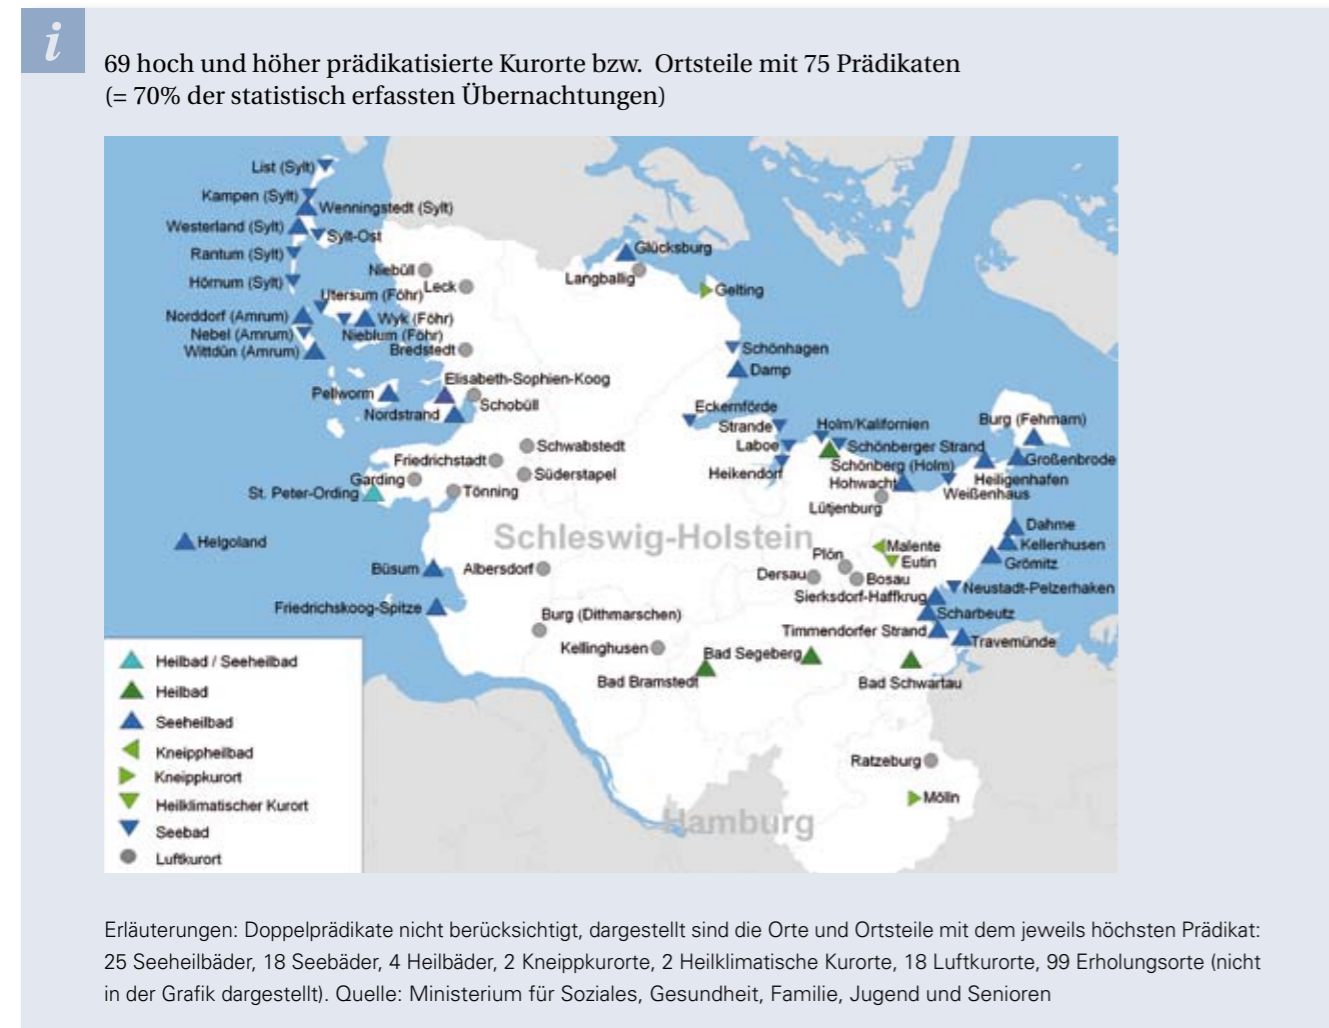 i
69 hoch und höher prädikatisierte Kurorte bzw. Ortsteile mit 75 Prädikaten
(= 70% der statistisch erfassten Übernachtungen)
List (Sylt)
Kampen (Sylt)
Wenningstedt (Sylt)
Westerland (Sylt)
Sylt-Ost
Rantum (Sylt)
Hörnum (Sylt)
Niebüll
Leck
Utersum (Föhr)
Norddorf (Amrum)
Wyk (Föhr)
Nebel (Amrum)
Nieblum (Föhr)
Wittdün (Amrum)
Bredstedt
Glücksburg
Langballig
Gelting
Schönhagen
Damp
Elisabeth-Sophien-Koog
Pellworm
Schobüll
Nordstrand
Eckernförde
Strande
Laboe
Heikendorf
Holm/Kalifornien
Schönberger Strand
Schönberg (Holm)
Hohwacht
Lütjenburg
Burg (Fehmarn)
Großenbrode
Heiligenhafen
Weißenhaus
Schwabstedt
Friedrichstadt
Süderstapel
Garding
Tönning
St. Peter-Ording
Schleswig-Holstein
Helgoland
Büsum
Albersdorf
Friedrichskoog-Spitze
Burg (Dithmarschen)
Kellinghusen
Dahme
Kellenhusen
Grömitz
Malente
Eutin
Plön
Dersau
Bosau
Neustadt-Pelzerhaken
Sierksdorf-Haffkrug
Scharbeutz
Timmendorfer Strand
Travemünde
Bad Segeberg
Bad Bramstedt
Bad Schwartau
Ratzeburg
Mölln
Hamburg
Heilbad / Seeheilbad
Heilbad
Seeheilbad
Kneippheilbad
Kneippkurort
Heilklimatischer Kurort
Seebad
Luftkurort
Erläuterungen: Doppelprädikate nicht berücksichtigt, dargestellt sind die Orte und Ortsteile mit dem jeweils höchsten Prädikat:
25 Seeheilbäder, 18 Seebäder, 4 Heilbäder, 2 Kneippkurorte, 2 Heilklimatische Kurorte, 18 Luftkurorte, 99 Erholungsorte (nicht
in der Grafik dargestellt). Quelle: Ministerium für Soziales, Gesundheit, Familie, Jugend und Senioren